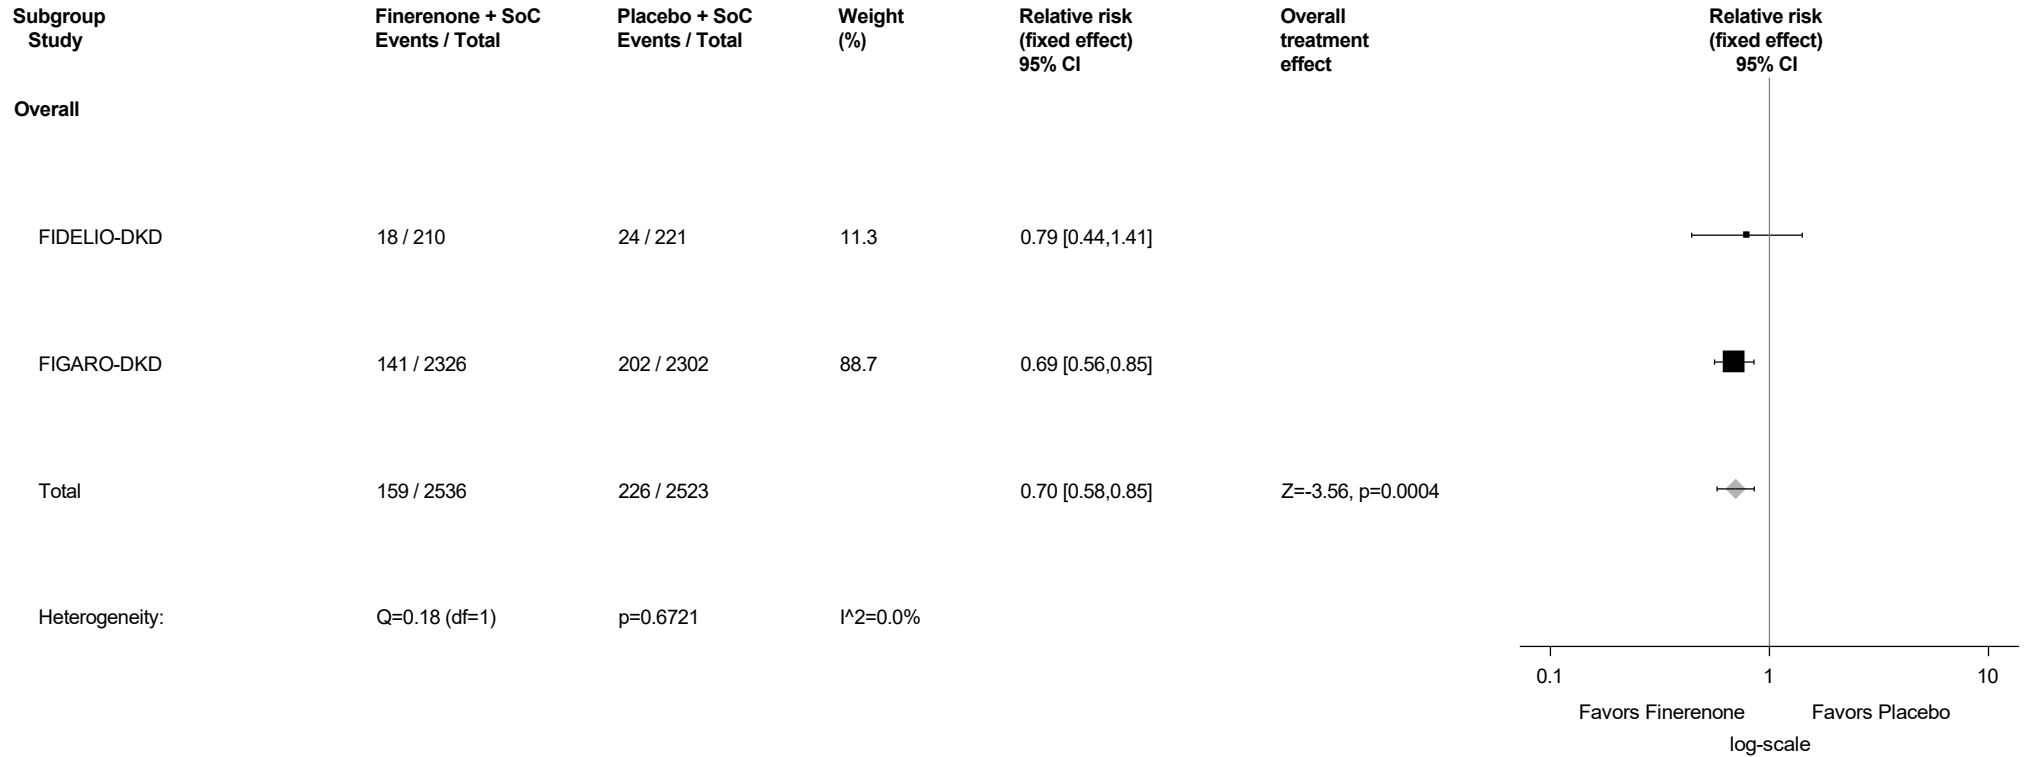 Subgroup Finerenone + SoC Placebo + SoC Weight Relative risk Overall Relative risk
Study Events / Total Events / Total (%) (fixed effect) treatment (fixed effect)
95% CI effect 95% CI
Overall
FIDELIO-DKD 18 / 210 24 / 221 11.3 0.79 [0.44,1.41]
FIGARO-DKD 141 / 2326 202 / 2302 88.7 0.69 [0.56,0.85]
Total 159 / 2536 226 / 2523 0.70 [0.58,0.85] Z=-3.56, p=0.0004
Heterogeneity: Q=0.18 (df=1) p=0.6721 I^2=0.0%
0.1 1 10
Favors Finerenone Favors Placebo
log-scale